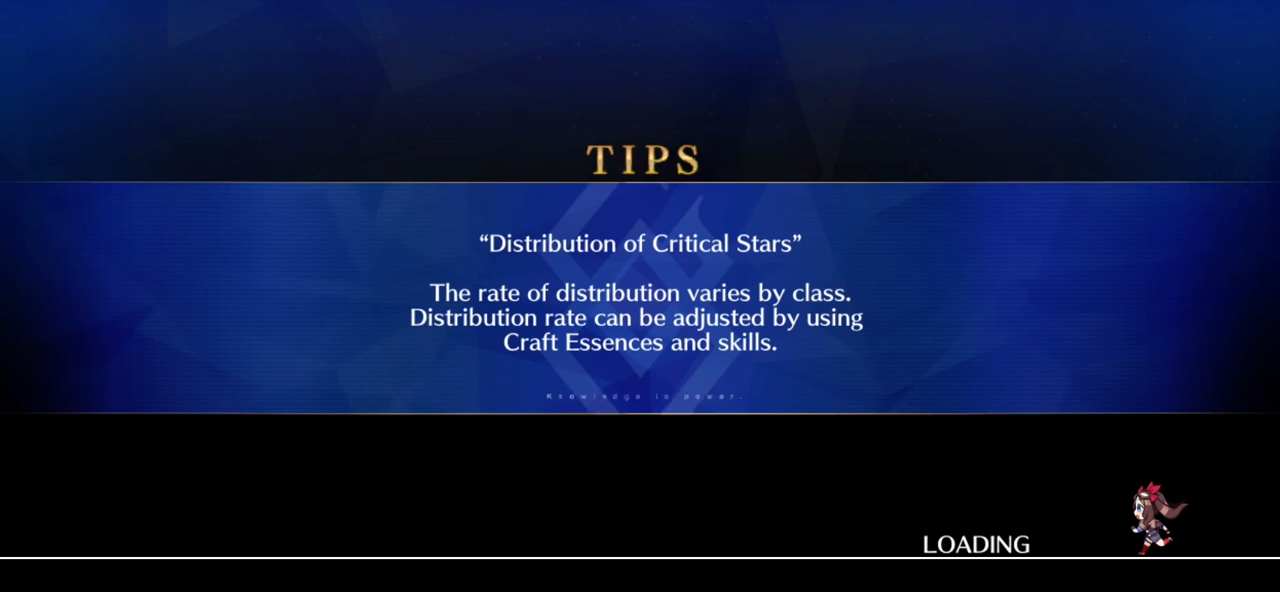 TIPS
“Distribution of Critical Stars”
The rate of distribution varies by class.
Distribution rate can be adjusted by using
Craft Essences and skills.
Knowledge is power.
LOADING